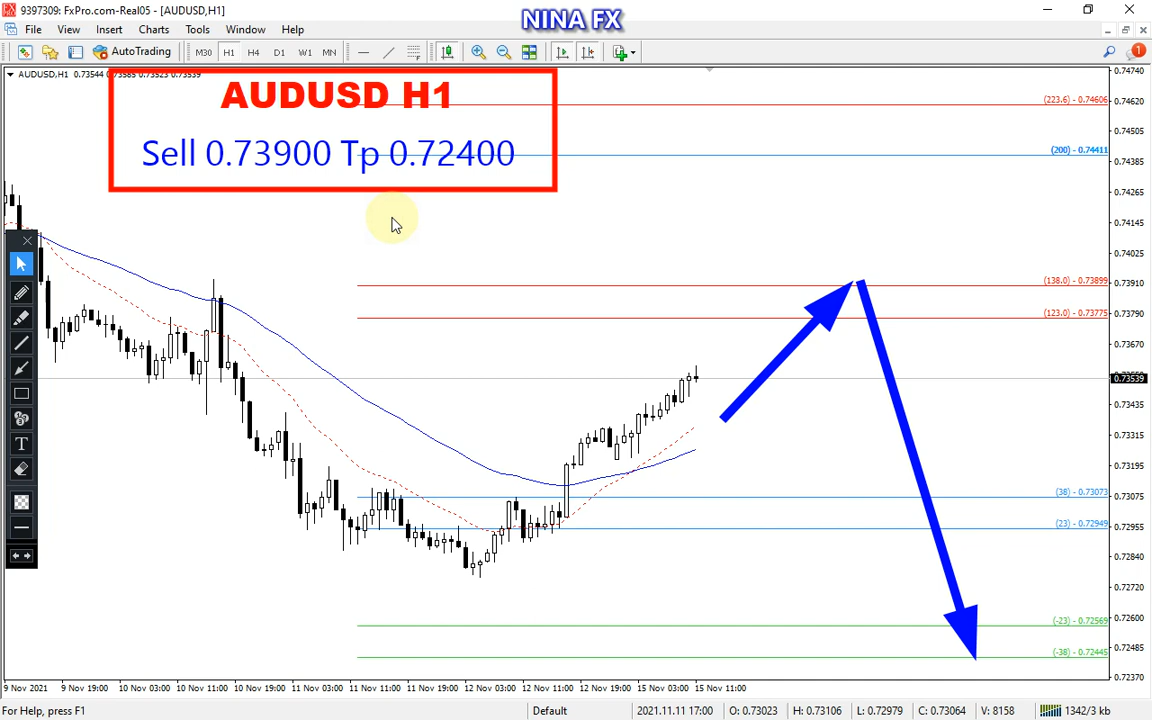 9397309: FxPro.com-Real05 - [AUDUSD,H1]
NINA FX
File View Insert Charts Tools Window Help
AutoTrading M30 H1 H4 D1 W1 MN
1
AUDUSD,H1 0.73544 0.73585 0.73523 0.73539
AUDUSD H1
Sell 0.73900 Tp 0.72400
(223.6) - 0.74606
(200) - 0.74411
(138.0) - 0.73899
(123.0) - 0.73775
(38) - 0.73073
(23) - 0.72949
(-23) - 0.72569
(-38) - 0.72445
0.74740
0.74620
0.74505
0.74385
0.74265
0.74145
0.74025
0.73910
0.73790
0.73670
0.73539
0.73435
0.73315
0.73195
0.73075
0.72955
0.72840
0.72720
0.72600
0.72485
0.72370
T
9 Nov 2021 9 Nov 19:00 10 Nov 03:00 10 Nov 11:00 10 Nov 19:00 11 Nov 03:00 11 Nov 11:00 11 Nov 19:00 12 Nov 03:00 12 Nov 11:00 12 Nov 19:00 15 Nov 03:00 15 Nov 11:00
For Help, press F1 Default 2021.11.11 17:00 O: 0.73023 H: 0.73106 L: 0.72979 C: 0.73064 V: 8158 1342/3 kb